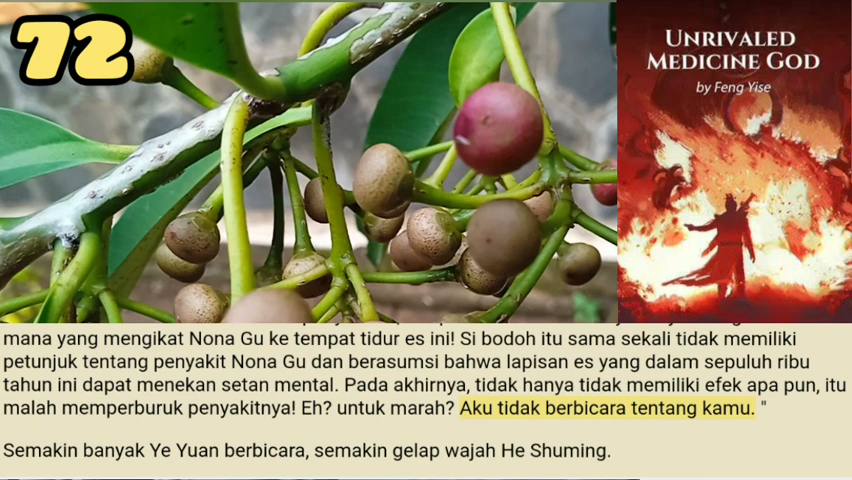 72
UNRIVALED
MEDICINE GOD
by Feng Yise
mana yang mengikat Nona Gu ke tempat tidur es ini! Si bodoh itu sama sekali tidak memiliki
petunjuk tentang penyakit Nona Gu dan berasumsi bahwa lapisan es yang dalam sepuluh ribu
tahun ini dapat menekan setan mental. Pada akhirnya, tidak hanya tidak memiliki efek apa pun, itu
malah memperburuk penyakitnya! Eh? untuk marah? Aku tidak berbicara tentang kamu. "
Semakin banyak Ye Yuan berbicara, semakin gelap wajah He Shuming.